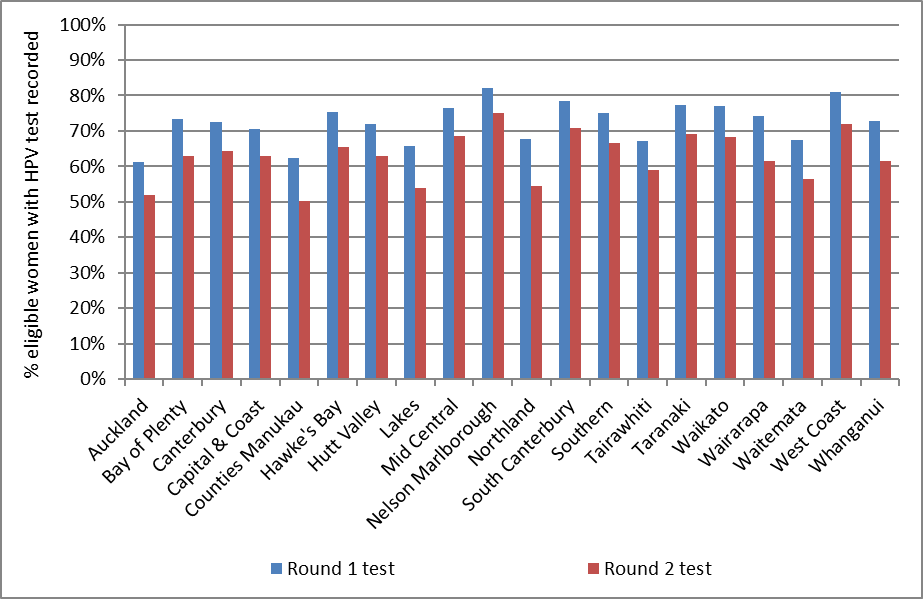 % eligible women with HPV test recorded
100%
90%
80%
70%
60%
50%
40%
30%
20%
10%
0%
Auckland
Bay of Plenty
Canterbury
Capital & Coast
Counties Manukau
Hawke's Bay
Hutt Valley
Lakes
Mid Central
Nelson Marlborough
Northland
South Canterbury
Southern
Tairawhiti
Taranaki
Waikato
Wairarapa
Waitemata
West Coast
Whanganui
Round 1 test
Round 2 test